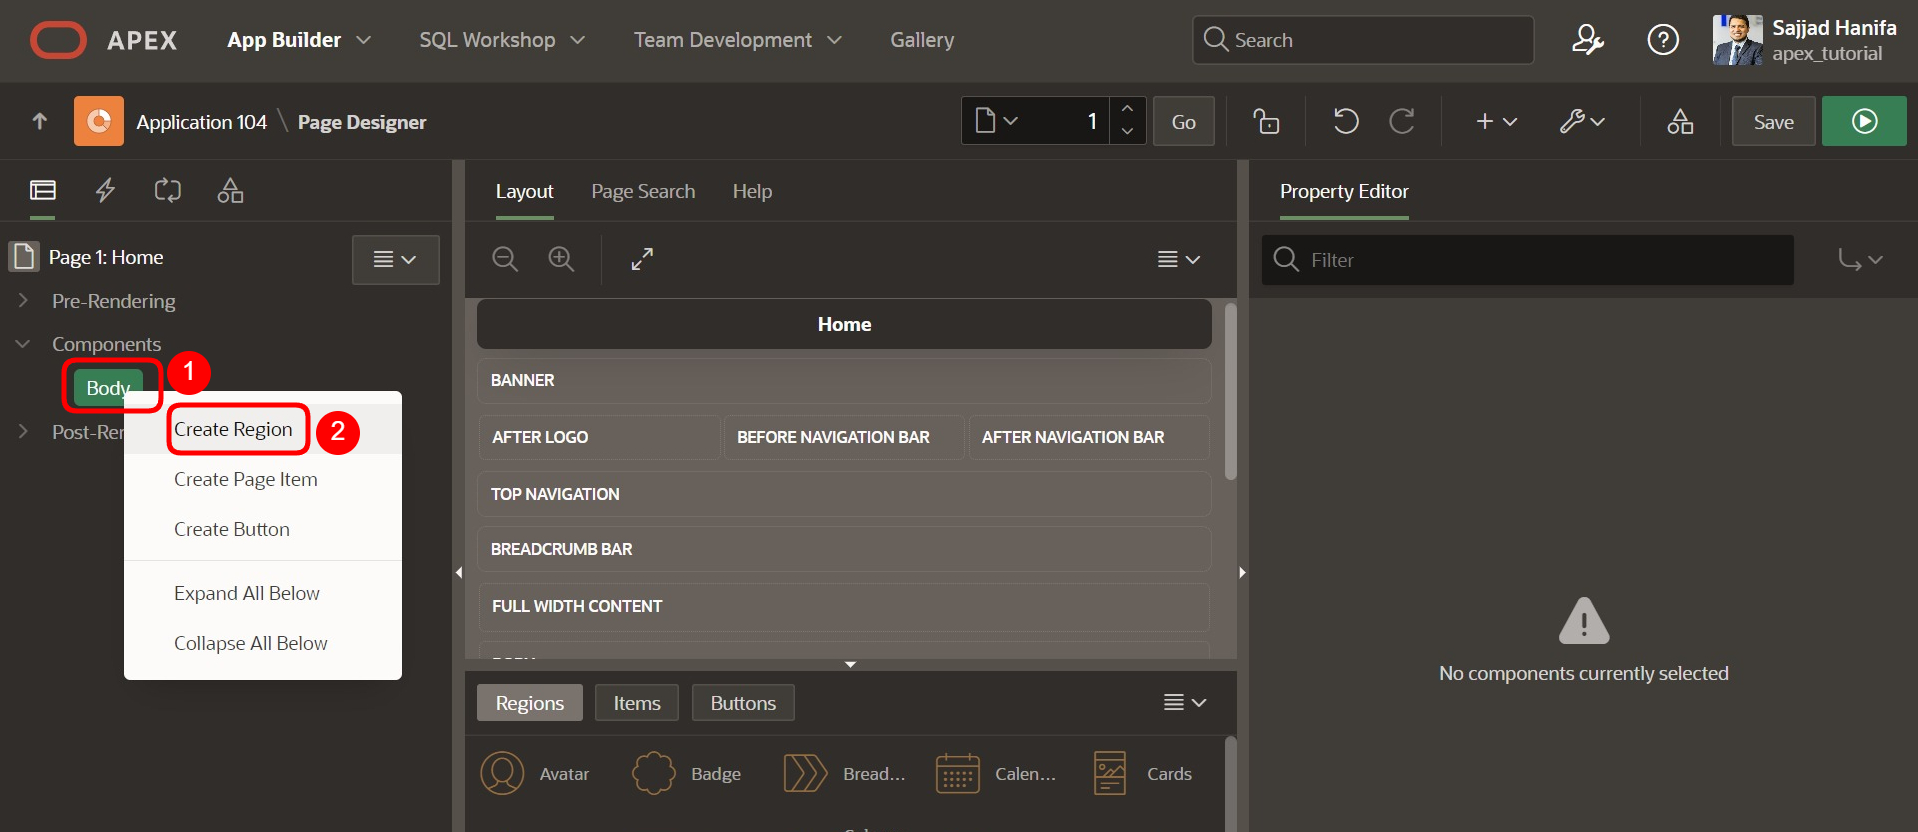 APEX App Builder SQL Workshop Team Development Gallery Search Sajjad Hanifa
apex_tutorial
Application 104 \ Page Designer 1 Go Save
Layout Page Search Help Property Editor
Page 1: Home
Filter
Pre-Rendering
Home
Components
Body 1
BANNER
Create Region 2
AFTER LOGO BEFORE NAVIGATION BAR AFTER NAVIGATION BAR
Create Page Item
TOP NAVIGATION
Create Button
BREADCRUMB BAR
Expand All Below
FULL WIDTH CONTENT
Collapse All Below
No components currently selected
Regions Items Buttons
Avatar Badge Bread... Calen... Cards